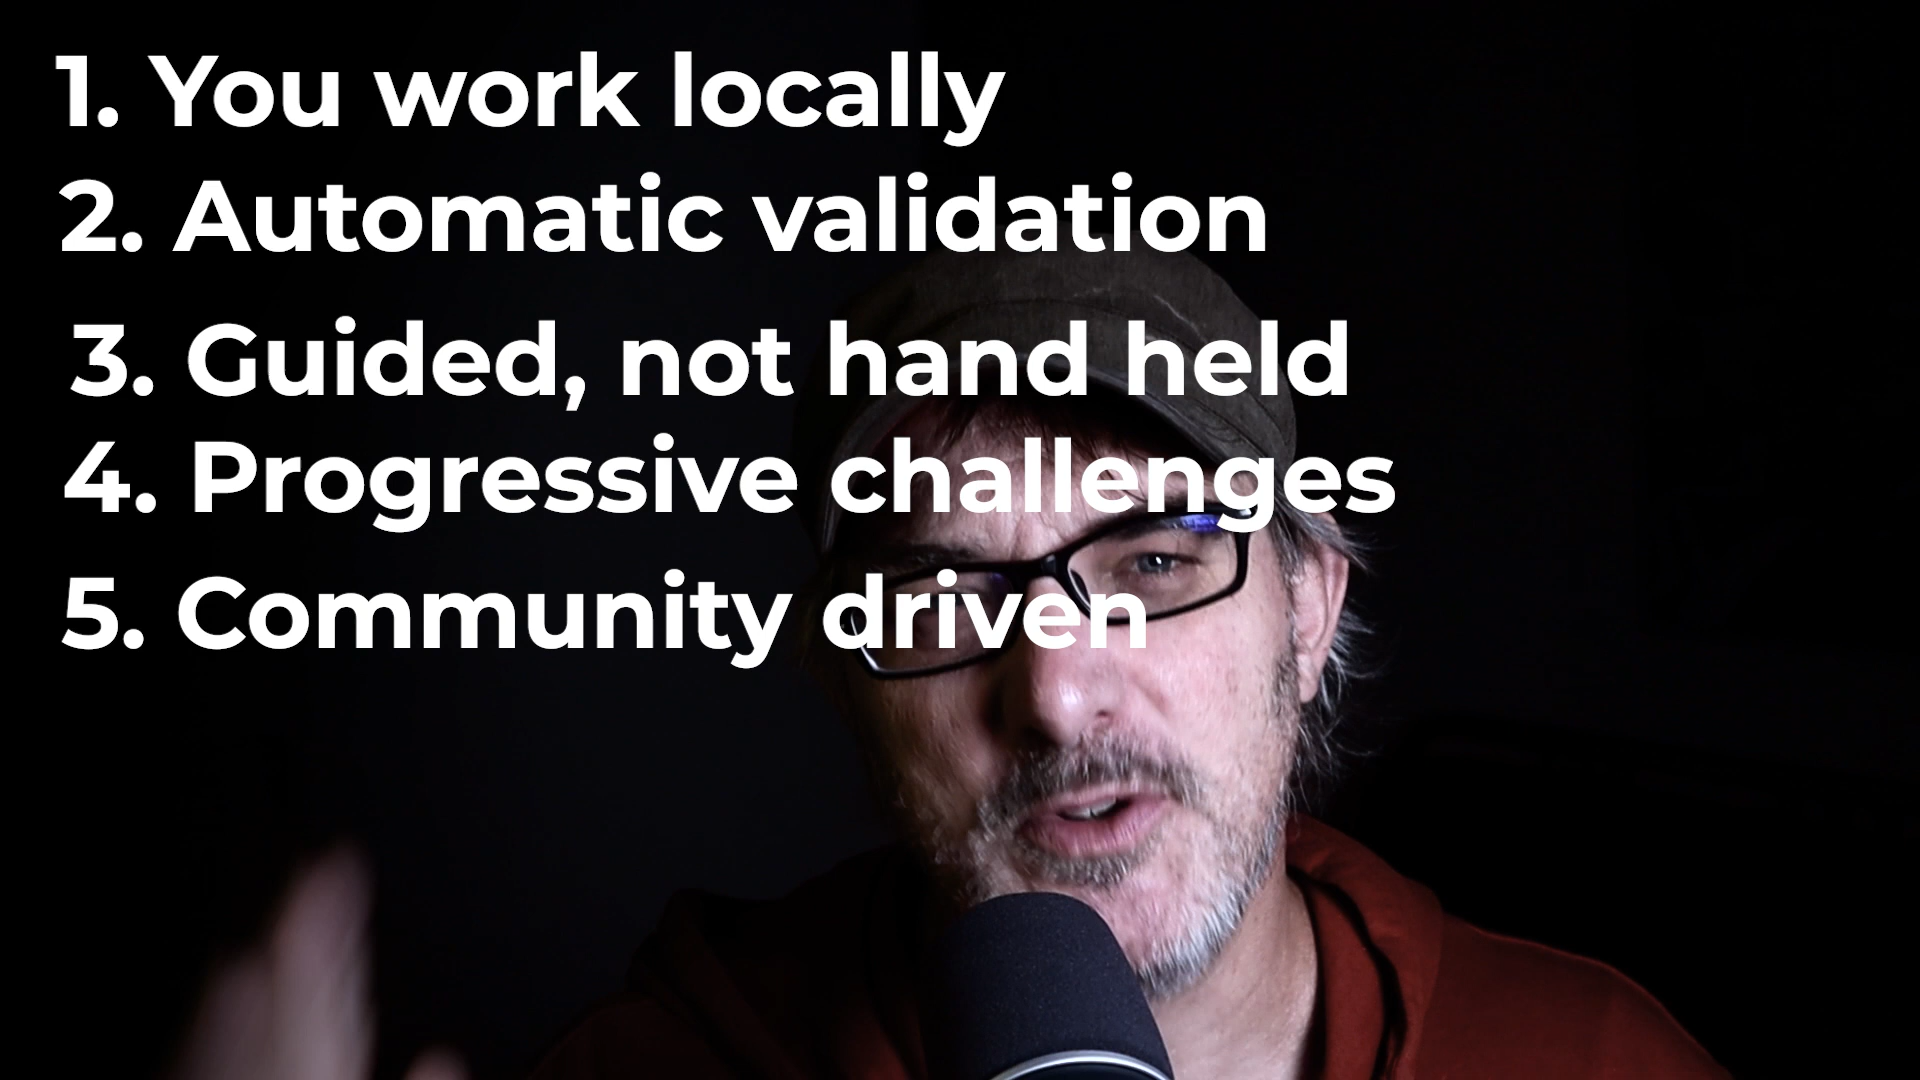 1. You work locally
2. Automatic validation
3. Guided, not hand held
4. Progressive challenges
5. Community driven